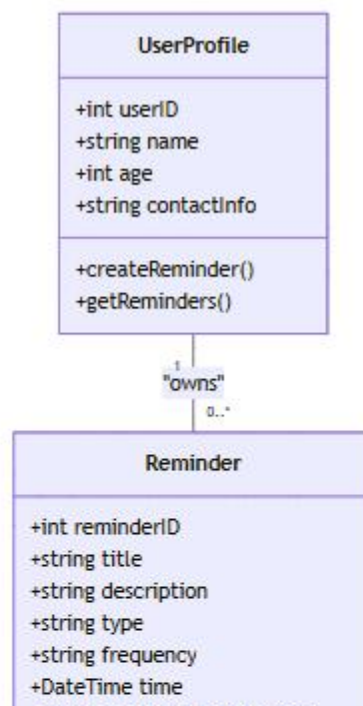 UserProfile
+int userID
+string name
+int age
+string contactInfo
+createReminder()
+getReminders()
1
"owns"
0..*
Reminder
+int reminderID
+string title
+string description
+string type
+string frequency
+DateTime time